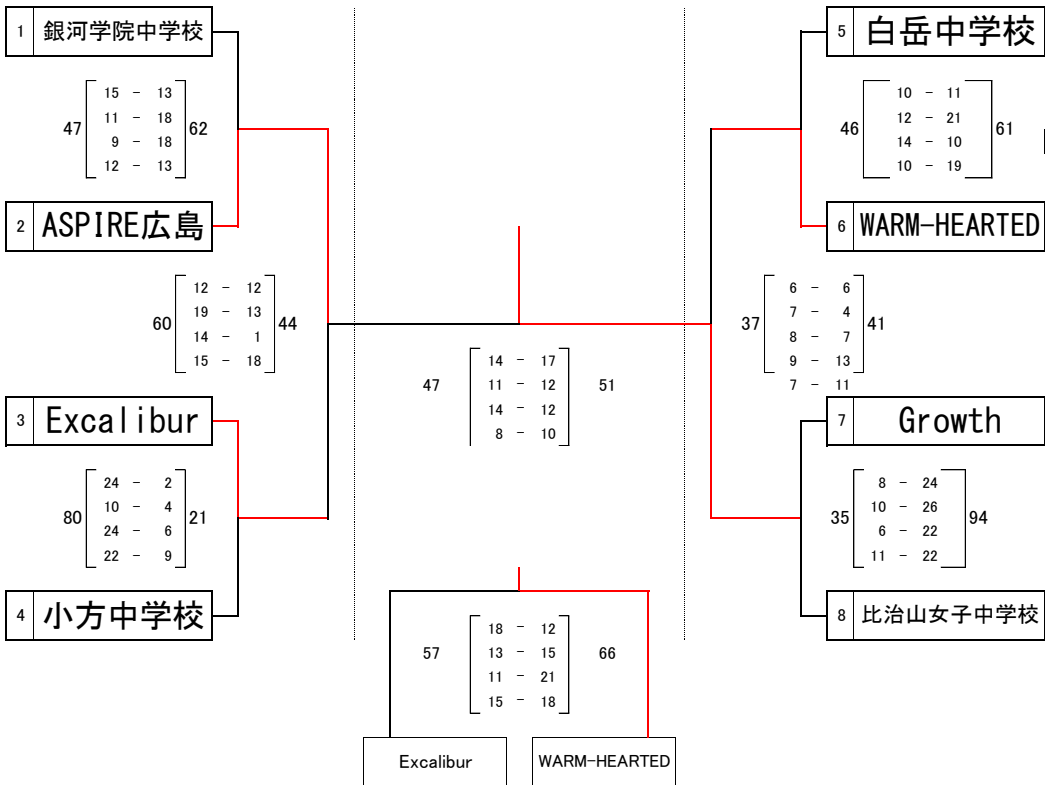 1 銀河学院中学校
47 62
15 - 13
11 - 18
9 - 18
12 - 13
2 ASPIRE広島
60 44
12 - 12
19 - 13
14 - 1
15 - 18
3 Excalibur
80 21
24 - 2
10 - 4
24 - 6
22 - 9
4 小方中学校
47 51
14 - 17
11 - 12
14 - 12
8 - 10
57 66
18 - 12
13 - 15
11 - 21
15 - 18
Excalibur
WARM-HEARTED
5 白岳中学校
46 61
10 - 11
12 - 21
14 - 10
10 - 19
6 WARM-HEARTED
37 41
6 - 6
7 - 4
8 - 7
9 - 13
7 - 11
7 Growth
35 94
8 - 24
10 - 26
6 - 22
11 - 22
8 比治山女子中学校